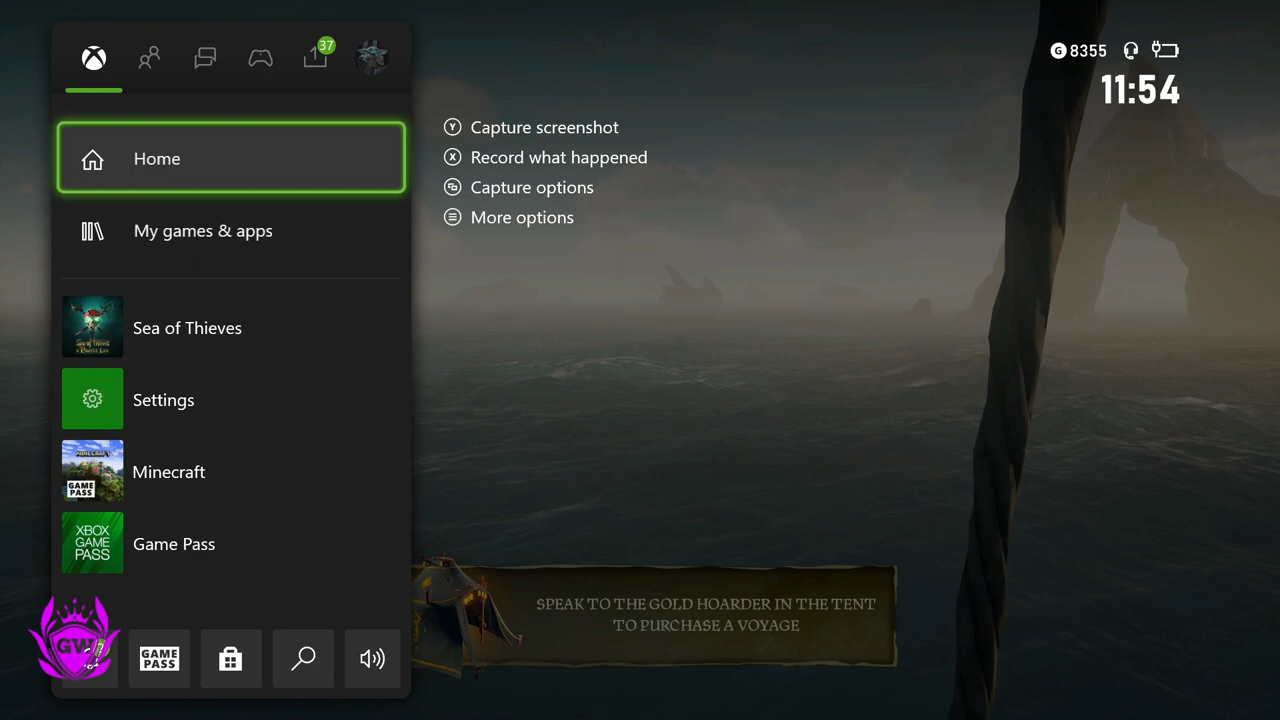 37
G 8355
11:54
Home
Y Capture screenshot
X Record what happened
Capture options
More options
My games & apps
Sea of Thieves
Settings
MINECRAFT
GAME
PASS
Minecraft
XBOX
GAME
PASS
Game Pass
SPEAK TO THE GOLD HOARDER IN THE TENT
TO PURCHASE A VOYAGE
GW
GAME
PASS